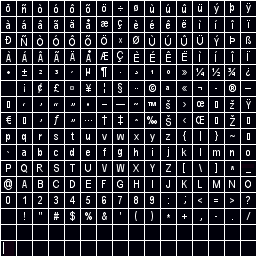 ð ñ ò ó ô õ ö ÷ ø ù ú û ü ý þ ÿ
à á â ã ä å æ ç è é ê ë ì í î ï
Ð Ñ Ò Ó Ô Õ Ö × Ø Ù Ú Û Ü Ý Þ ß
À Á Â Ã Ä Å Æ Ç È É Ê Ë Ì Í Î Ï
° ± ² ³ ´ µ ¶ · ¸ ¹ º » ¼ ½ ¾ ¿
¡ ¢ £ ¤ ¥ ¦ § ¨ © ª « ¬ - ® ¯
▯ ‘ ’ “ ” • – — ˜ ™ š › œ ▯ ž Ÿ
€ ▯ ‚ ƒ „ … † ‡ ˆ ‰ Š ‹ Œ ▯ Ž ▯
p q r s t u v w x y z { | } ~ ▯
` a b c d e f g h i j k l m n o
P Q R S T U V W X Y Z [ \ ] ^ _
@ A B C D E F G H I J K L M N O
0 1 2 3 4 5 6 7 8 9 : ; < = > ?
! " # $ % & ' ( ) * + , - . /